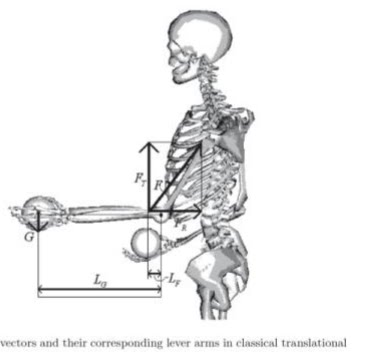 F_T
F
F_R
G
L_G
L_F
vectors and their corresponding lever arms in classical translational